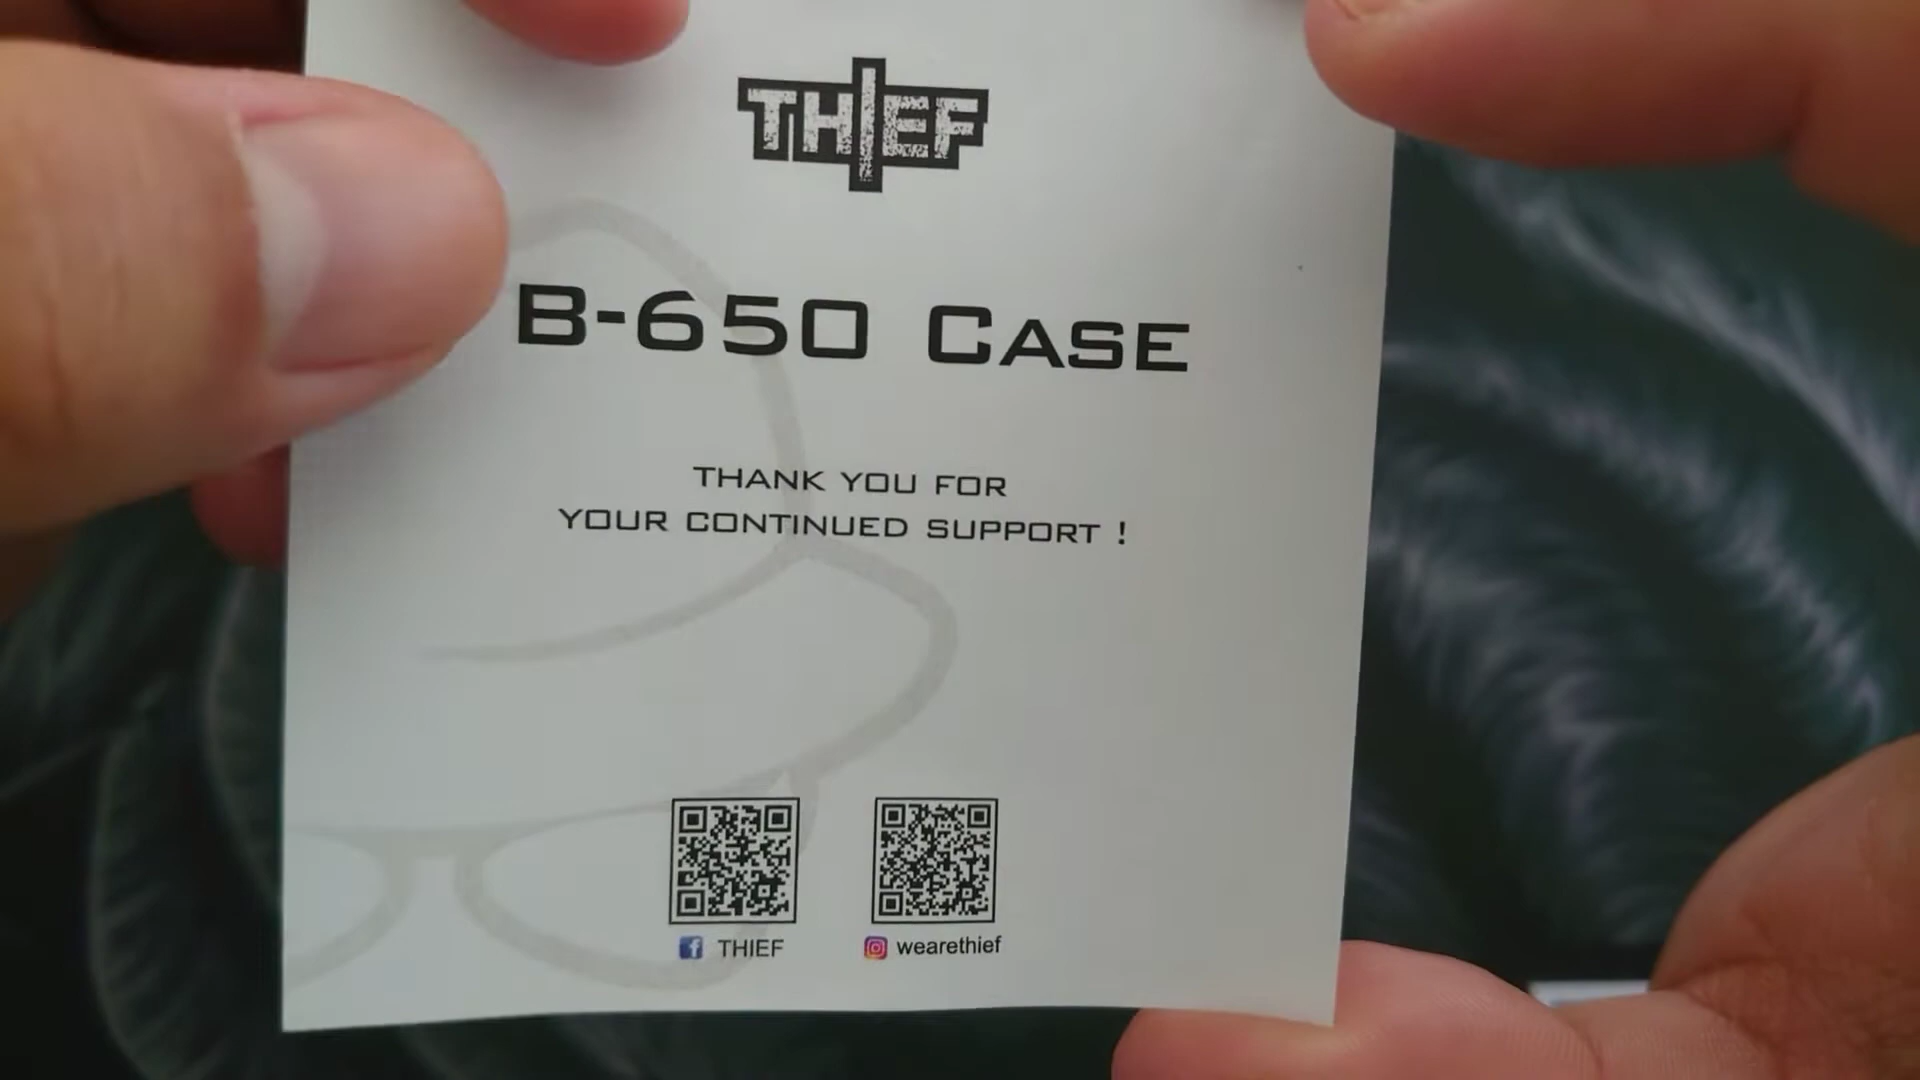 THIEF
B-650 CASE
THANK YOU FOR
YOUR CONTINUED SUPPORT !
THIEF
wearethief